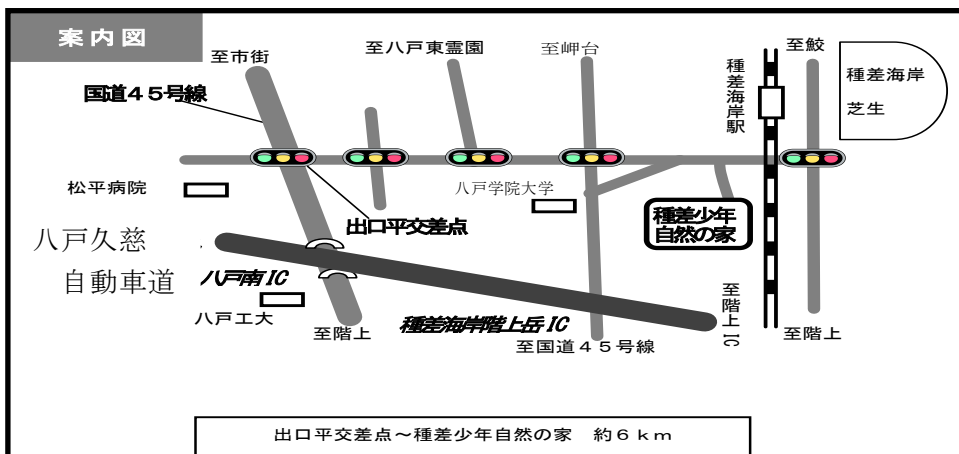 案内図
至市街
至八戸東霊園
至岬台
至鮫
種差海岸
芝生
国道４５号線
種差海岸駅
松平病院
八戸学院大学
種差少年
自然の家
出口平交差点
八戸久慈
自動車道
八戸南IC
八戸工大
至階上
種差海岸階上岳IC
至国道４５号線
至階上IC
至階上
出口平交差点～種差少年自然の家　約６ｋｍ